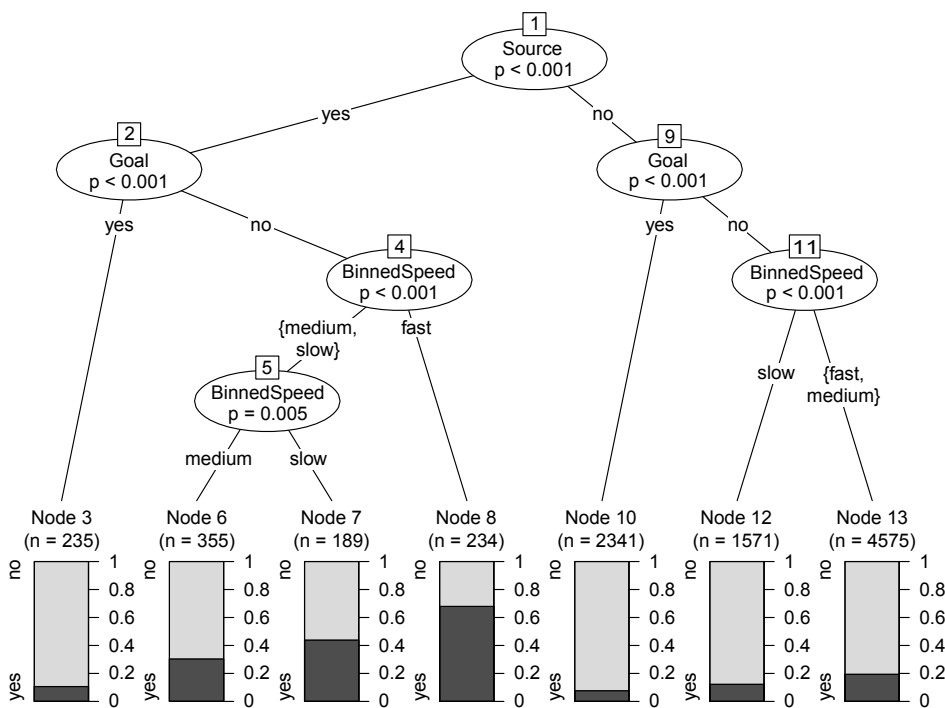 1
Source
p < 0.001
yes
no
2
Goal
p < 0.001
9
Goal
p < 0.001
yes
no
yes
no
4
BinnedSpeed
p < 0.001
11
BinnedSpeed
p < 0.001
{medium,
slow}
fast
slow
{fast,
medium}
5
BinnedSpeed
p = 0.005
medium
slow
Node 3
(n = 235)
no
yes
1
0.8
0.6
0.4
0.2
0
Node 6
(n = 355)
no
yes
1
0.8
0.6
0.4
0.2
0
Node 7
(n = 189)
no
yes
1
0.8
0.6
0.4
0.2
0
Node 8
(n = 234)
no
yes
1
0.8
0.6
0.4
0.2
0
Node 10
(n = 2341)
no
yes
1
0.8
0.6
0.4
0.2
0
Node 12
(n = 1571)
no
yes
1
0.8
0.6
0.4
0.2
0
Node 13
(n = 4575)
no
yes
1
0.8
0.6
0.4
0.2
0